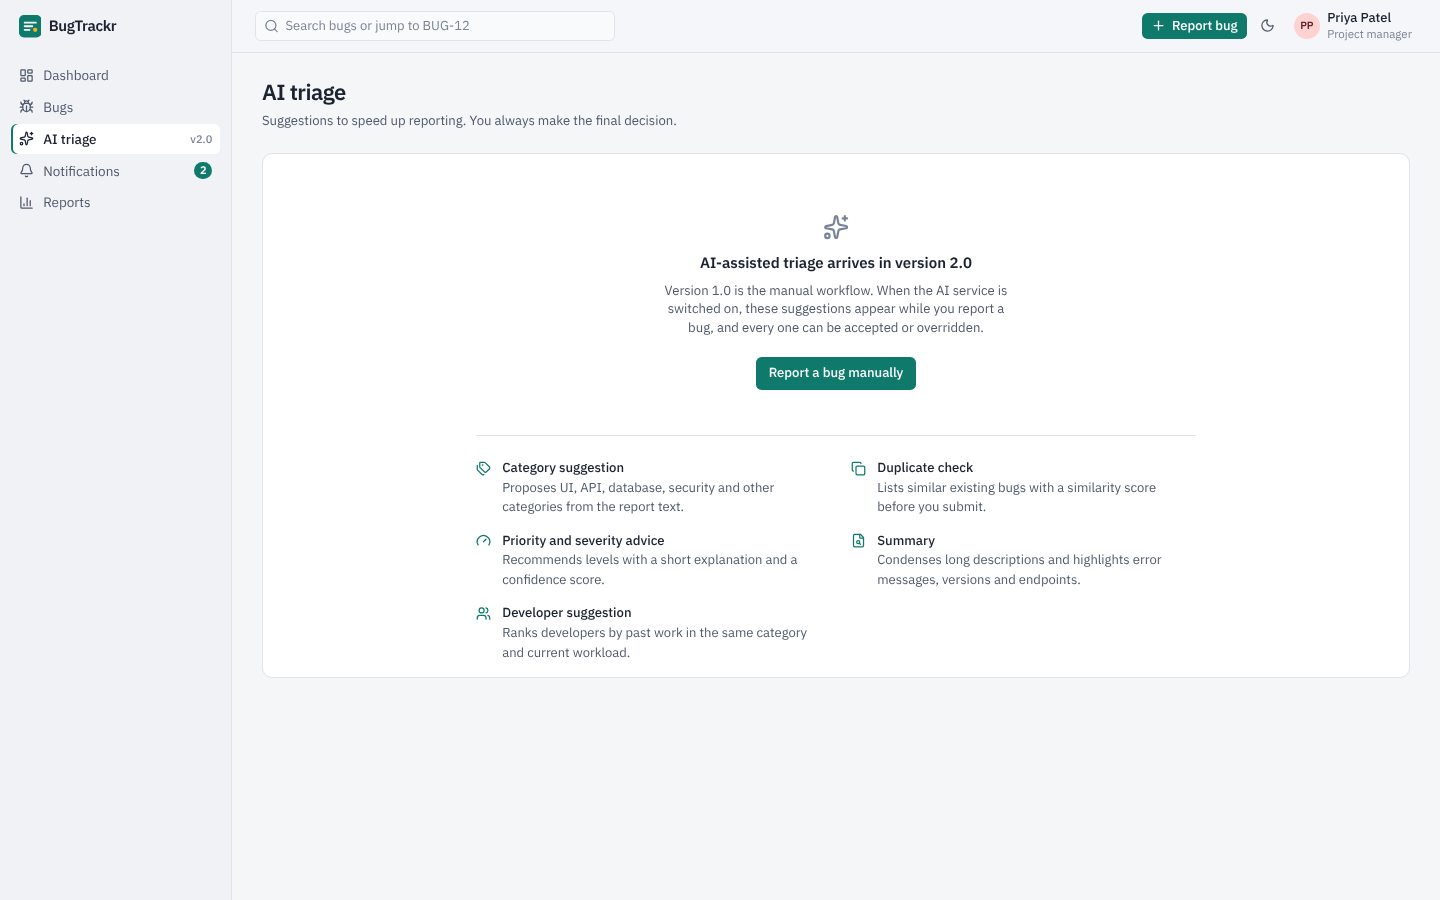 BugTrackr
Search bugs or jump to BUG-12
Report bug
PP
Priya Patel
Project manager
Dashboard
Bugs
AI triage
v2.0
Notifications
2
Reports
AI triage
Suggestions to speed up reporting. You always make the final decision.
AI-assisted triage arrives in version 2.0
Version 1.0 is the manual workflow. When the AI service is
switched on, these suggestions appear while you report a
bug, and every one can be accepted or overridden.
Report a bug manually
Category suggestion
Proposes UI, API, database, security and other
categories from the report text.
Duplicate check
Lists similar existing bugs with a similarity score
before you submit.
Priority and severity advice
Recommends levels with a short explanation and a
confidence score.
Summary
Condenses long descriptions and highlights error
messages, versions and endpoints.
Developer suggestion
Ranks developers by past work in the same category
and current workload.